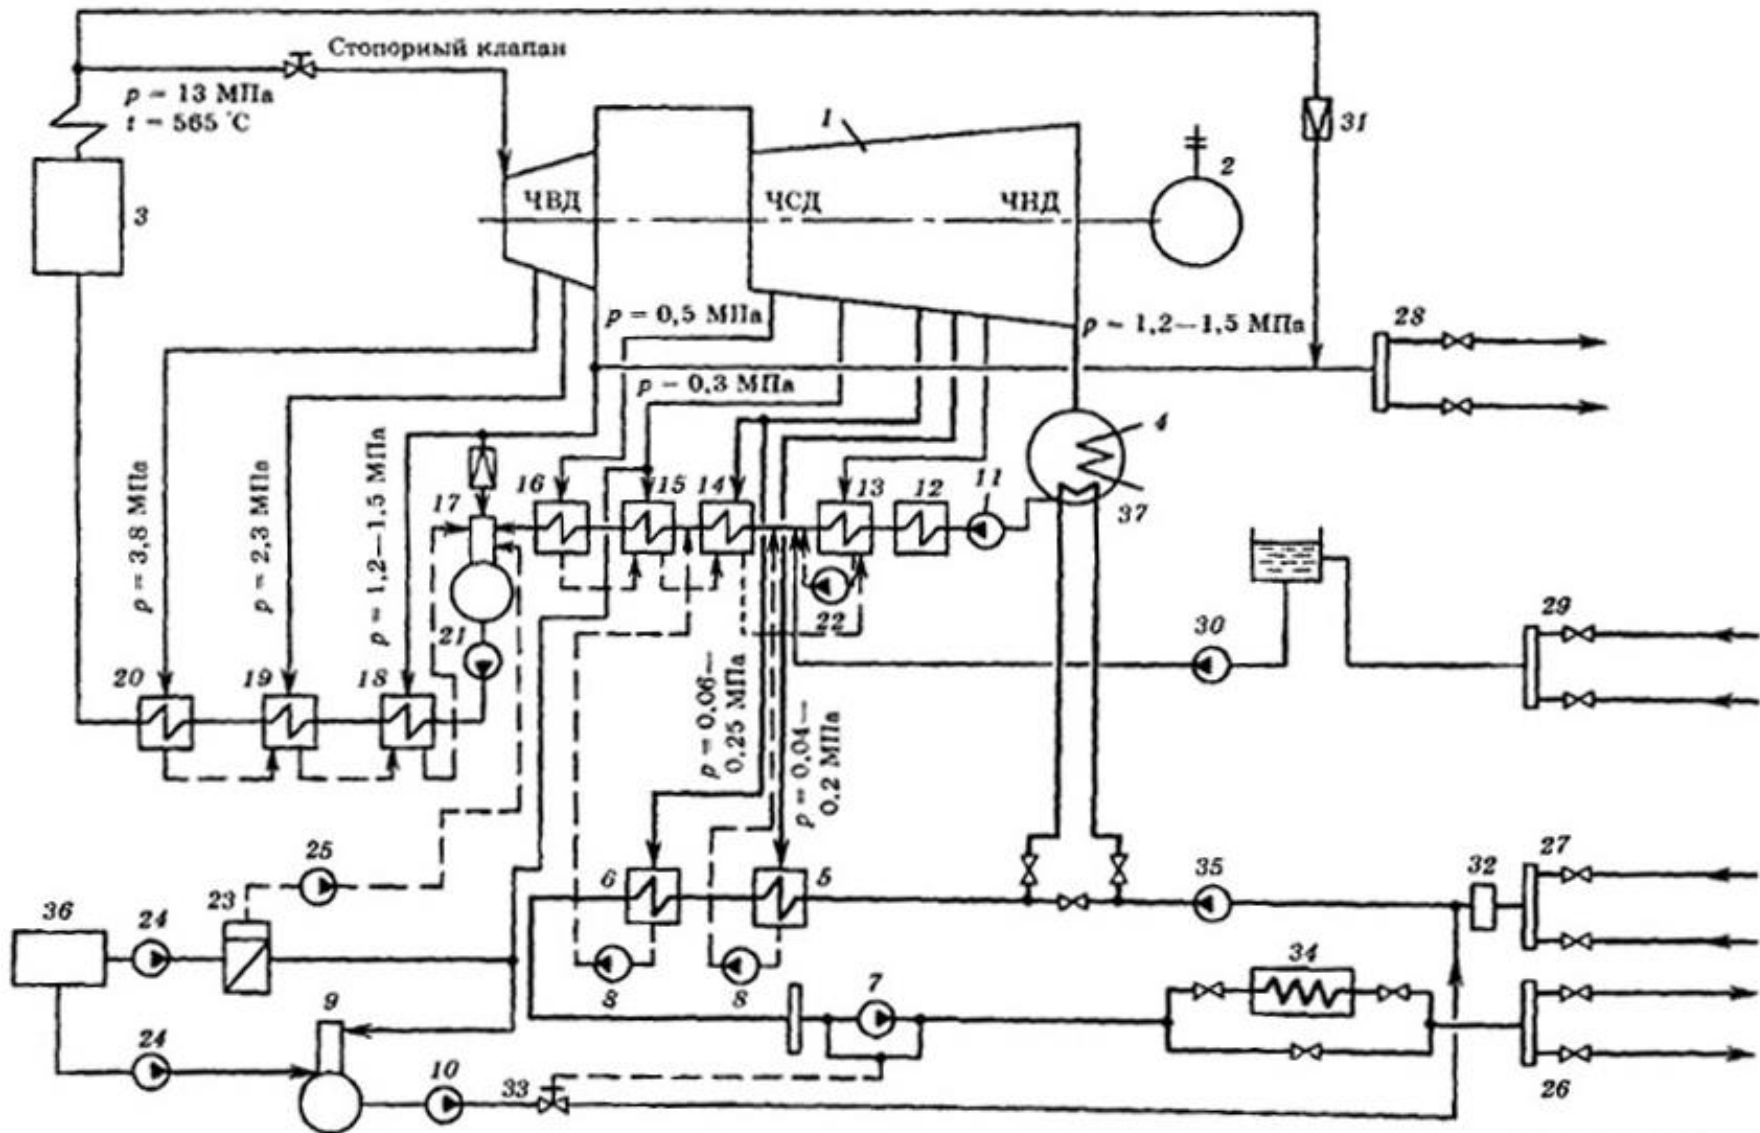 Стопорный клапан
p = 13 МПа
t = 565 °C
31
1
2
3
ЧВД
ЧСД
ЧНД
p = 0,5 МПа
p = 1,2—1,5 МПа
28
p = 0,3 МПа
4
p = 3,8 МПа
p = 2,3 МПа
p = 1,2—1,5 МПа
17
16
15
14
13
12
11
37
22
21
29
30
20
19
18
p = 0,06—
0,25 МПа
p = 0,04—
0,2 МПа
25
6
5
35
32
27
36
24
23
8
8
7
34
9
24
10
33
26